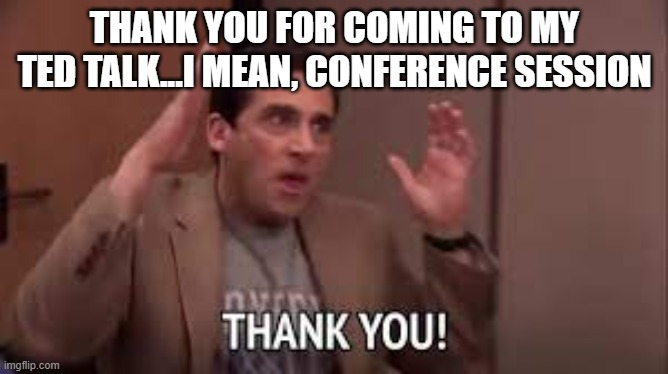 THANK YOU FOR COMING TO MY
TED TALK...I MEAN, CONFERENCE SESSION
THANK YOU!
imgflip.com